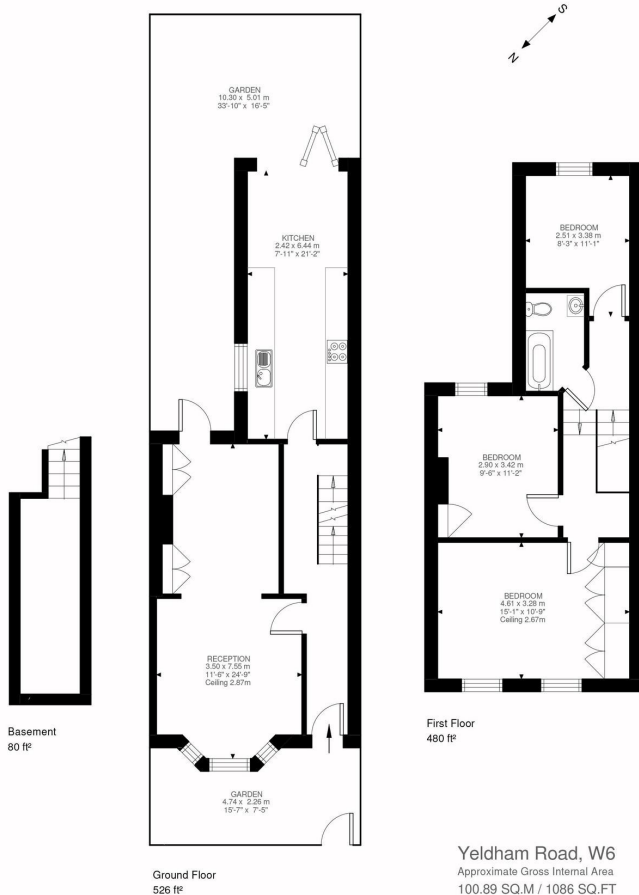 S
N
GARDEN
10.30 x 5.01 m
33'-10" x 16'-5"
KITCHEN
2.42 x 6.44 m
7'-11" x 21'-2"
RECEPTION
3.50 x 7.55 m
11'-6" x 24'-9"
Ceiling 2.87m
GARDEN
4.74 x 2.26 m
15'-7" x 7'-5"
Ground Floor
526 ft²
Basement
80 ft²
BEDROOM
2.51 x 3.38 m
8'-3" x 11'-1"
BEDROOM
2.90 x 3.42 m
9'-6" x 11'-2"
BEDROOM
4.61 x 3.28 m
15'-1" x 10'-9"
Ceiling 2.67m
First Floor
480 ft²
Yeldham Road, W6
Approximate Gross Internal Area
100.89 SQ.M / 1086 SQ.FT